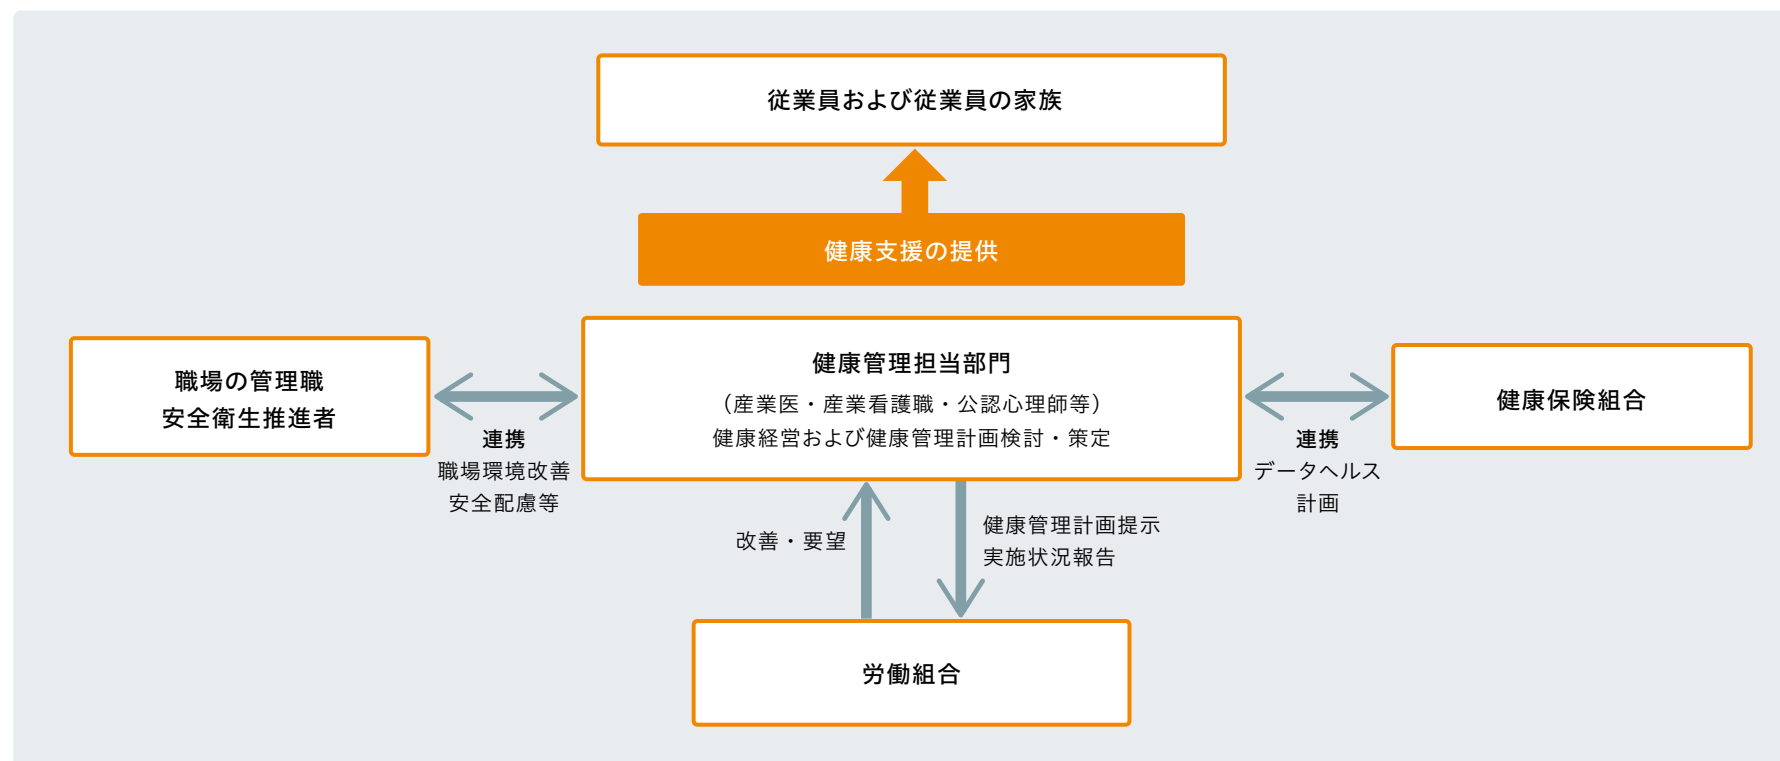 従業員および従業員の家族
健康支援の提供
職場の管理職
安全衛生推進者
連携
職場環境改善
安全配慮等
健康管理担当部門
（産業医・産業看護職・公認心理師等）
健康経営および健康管理計画検討・策定
連携
データヘルス
計画
健康保険組合
改善・要望
健康管理計画提示
実施状況報告
労働組合